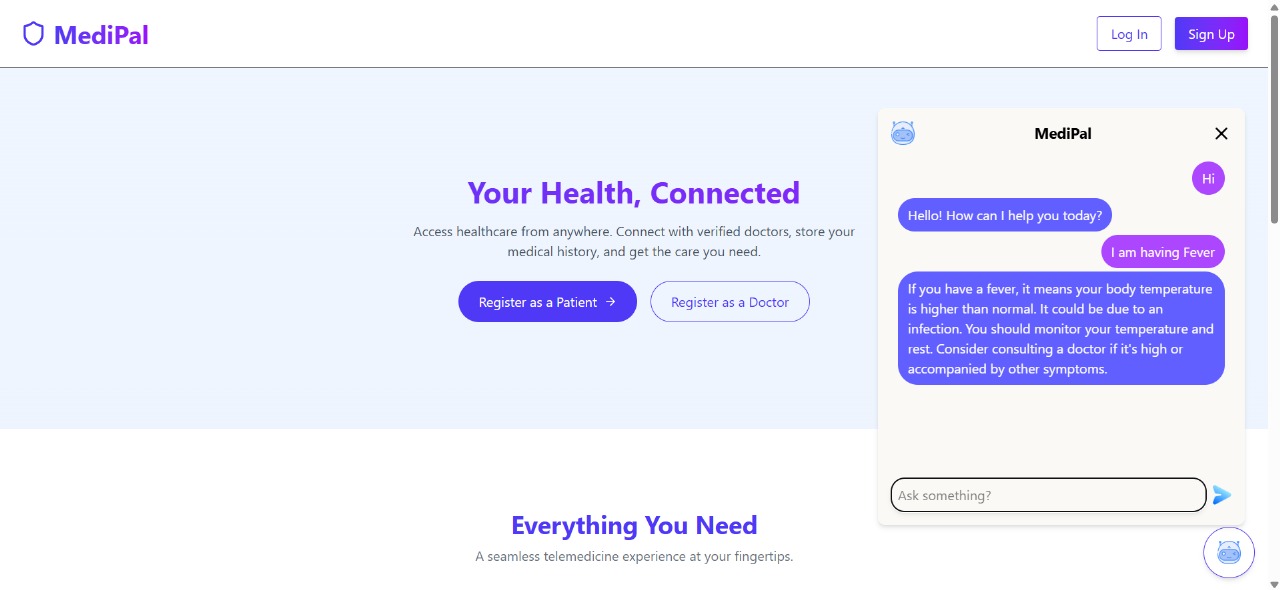 MediPal
Log In
Sign Up
Your Health, Connected
Access healthcare from anywhere. Connect with verified doctors, store your
medical history, and get the care you need.
Register as a Patient →
Register as a Doctor
Everything You Need
A seamless telemedicine experience at your fingertips.
MediPal
Hi
Hello! How can I help you today?
I am having Fever
If you have a fever, it means your body temperature
is higher than normal. It could be due to an
infection. You should monitor your temperature and
rest. Consider consulting a doctor if it's high or
accompanied by other symptoms.
Ask something?